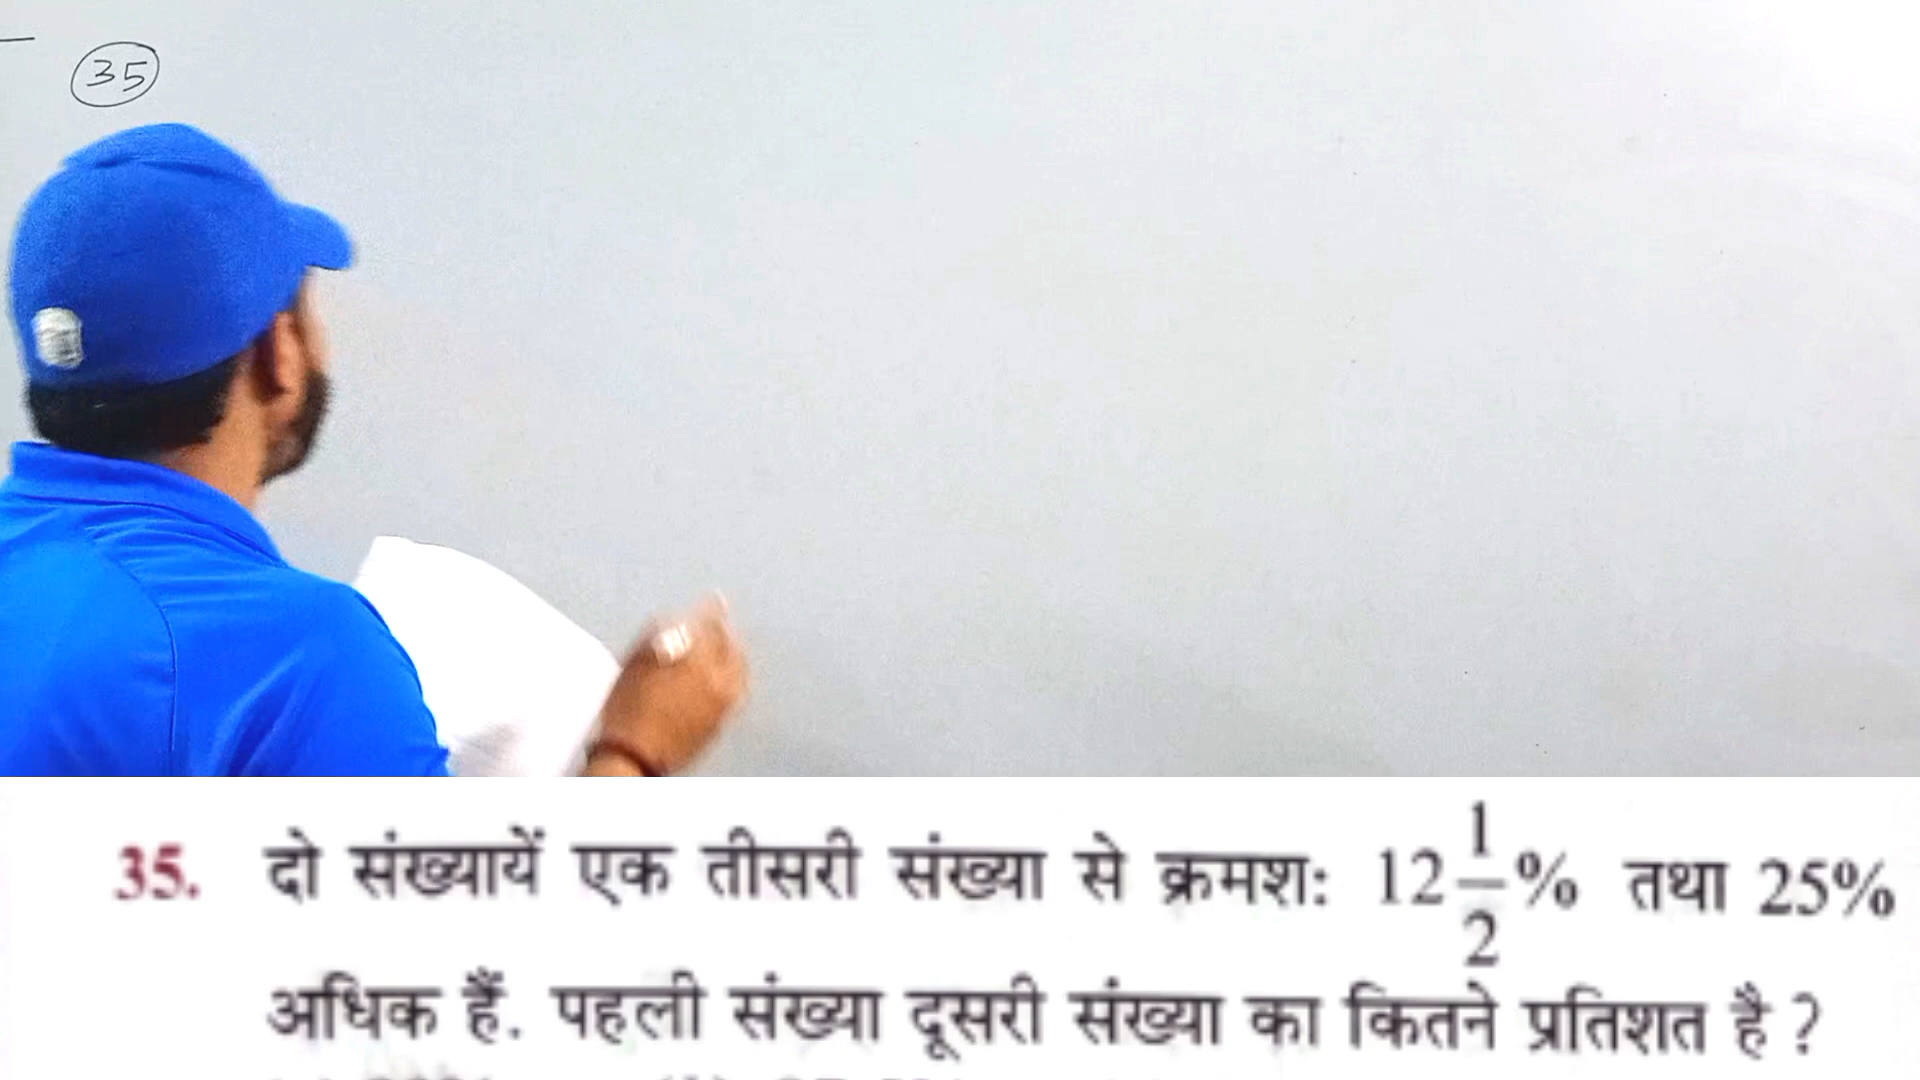 35
35. दो संख्यायें एक तीसरी संख्या से क्रमश: 12 1/2 % तथा 25%
अधिक हैं. पहली संख्या दूसरी संख्या का कितने प्रतिशत है ?